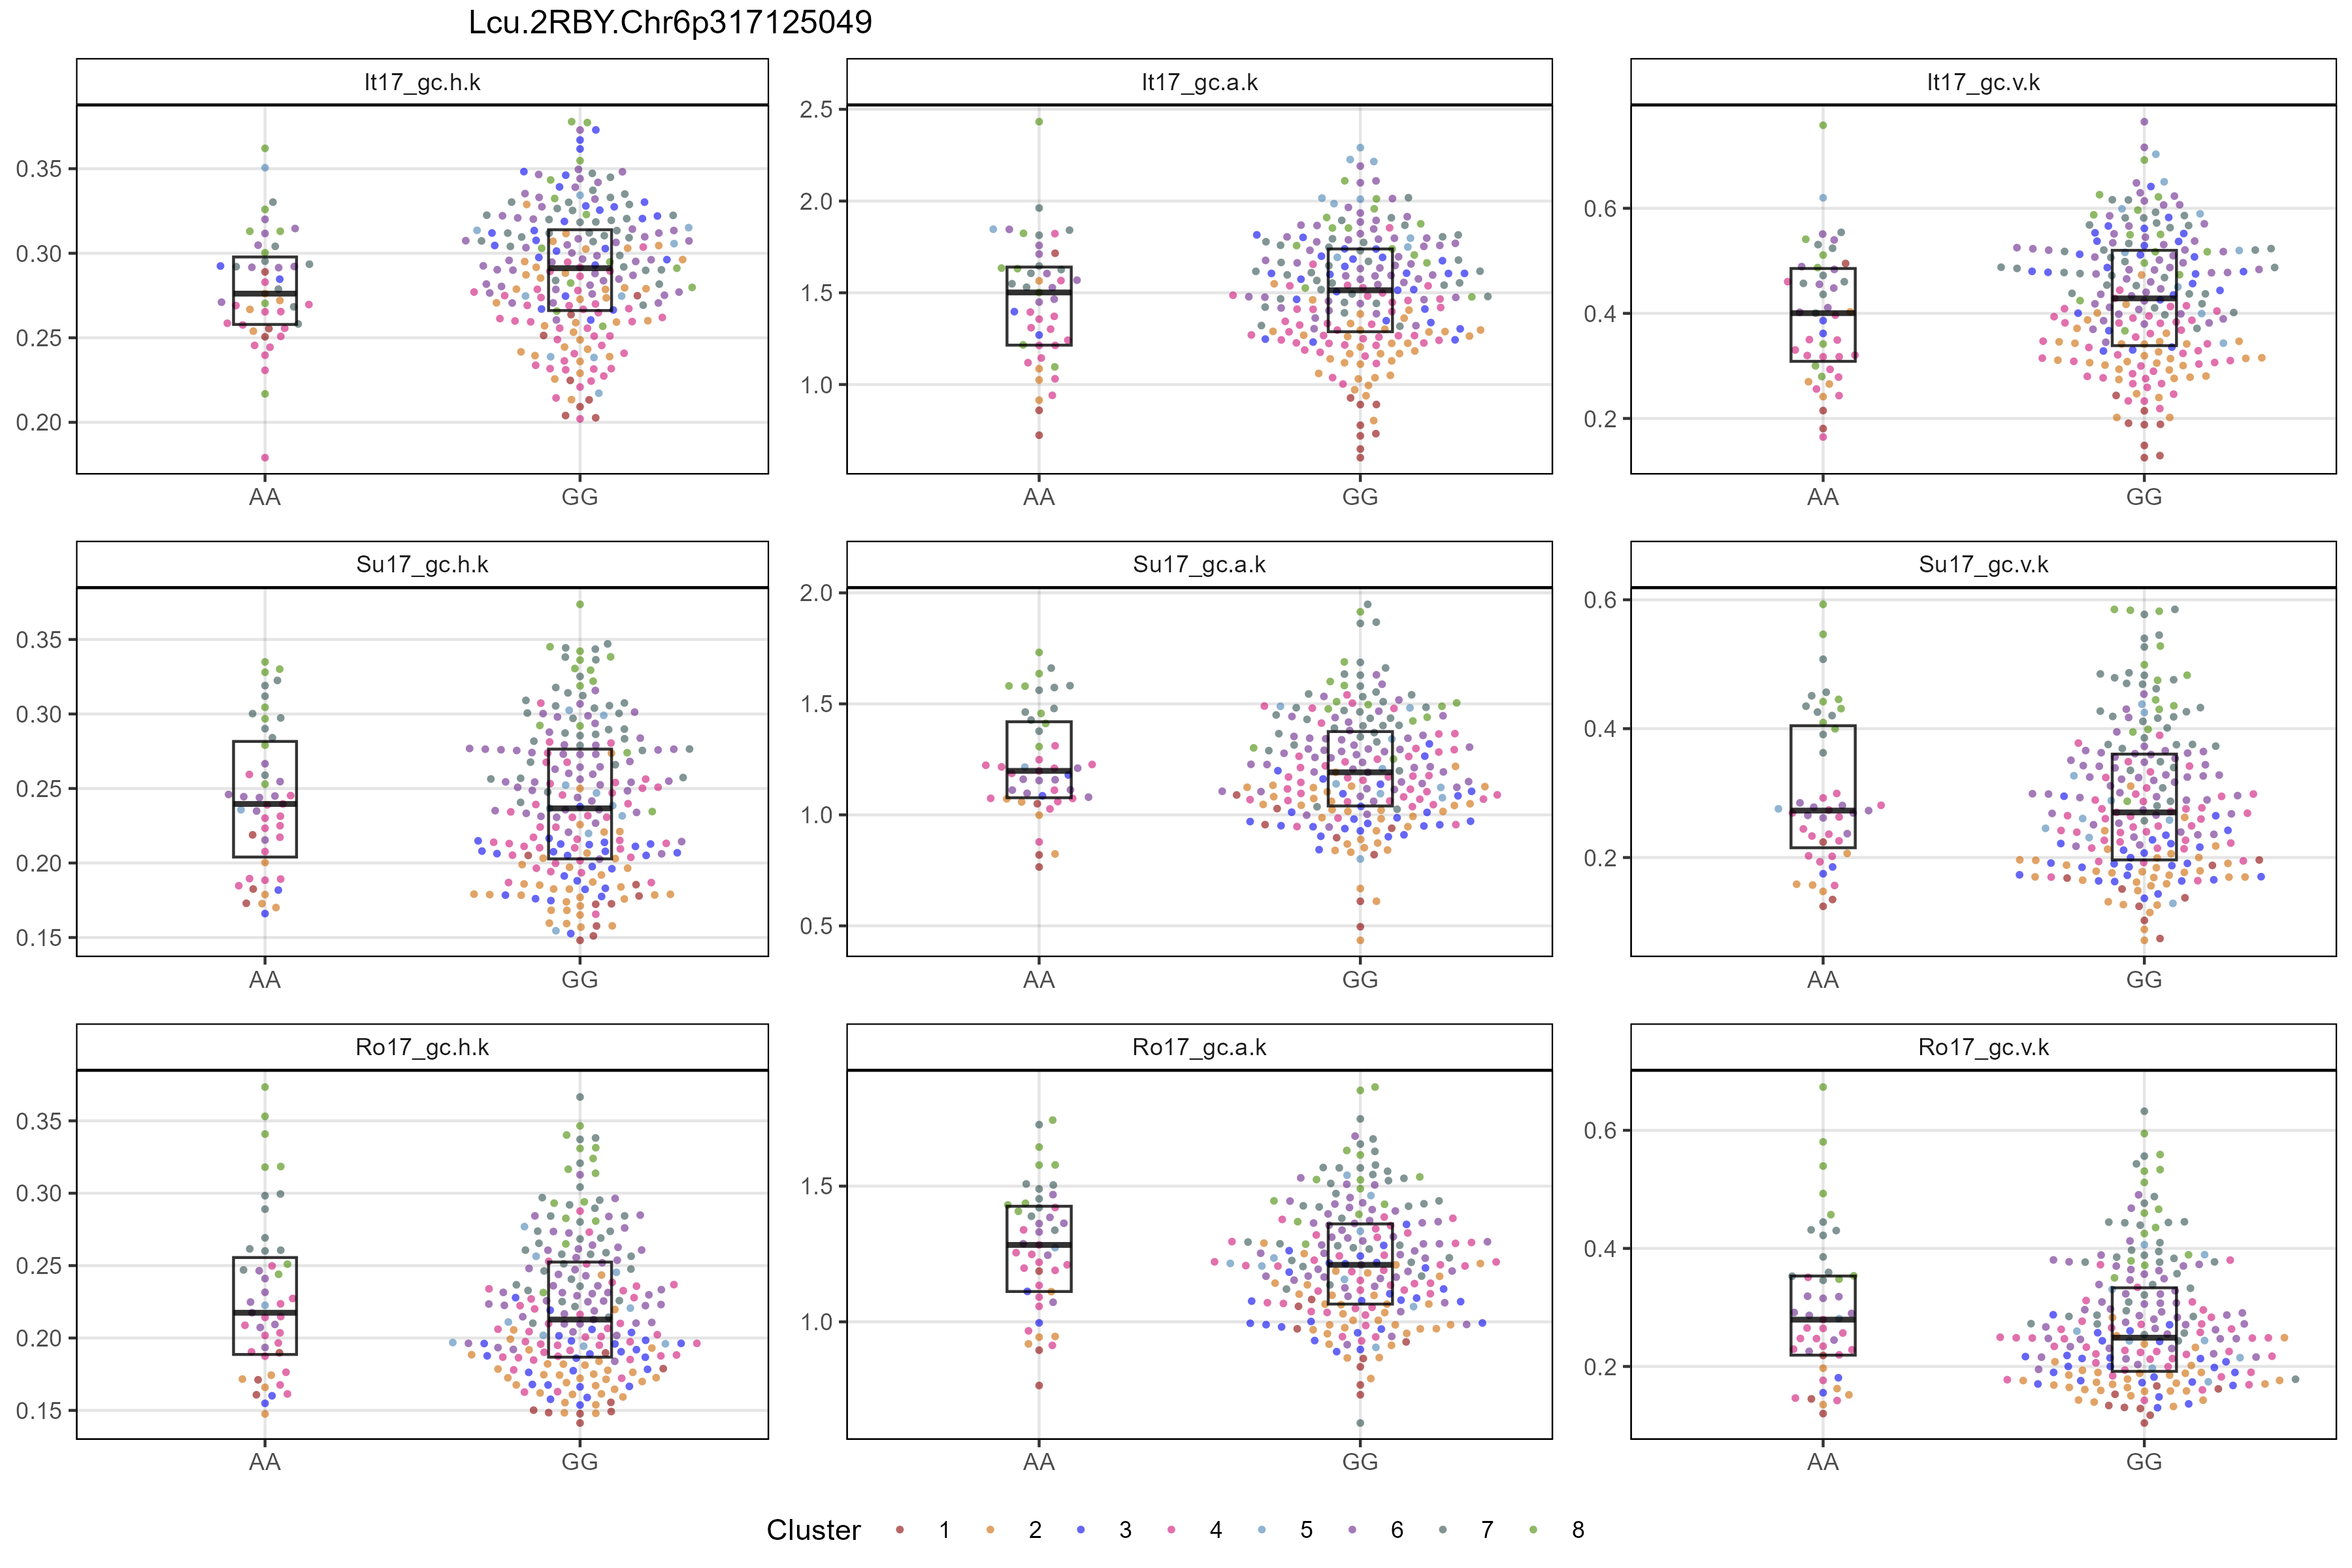 Lcu.2RBY.Chr6p317125049
It17_gc.h.k
It17_gc.a.k
It17_gc.v.k
0.35
0.30
0.25
0.20
AA GG
2.5
2.0
1.5
1.0
AA GG
0.6
0.4
0.2
AA GG
Su17_gc.h.k
Su17_gc.a.k
Su17_gc.v.k
0.35
0.30
0.25
0.20
0.15
AA GG
2.0
1.5
1.0
0.5
AA GG
0.6
0.4
0.2
AA GG
Ro17_gc.h.k
Ro17_gc.a.k
Ro17_gc.v.k
0.35
0.30
0.25
0.20
0.15
AA GG
1.5
1.0
AA GG
0.6
0.4
0.2
AA GG
Cluster 1 2 3 4 5 6 7 8